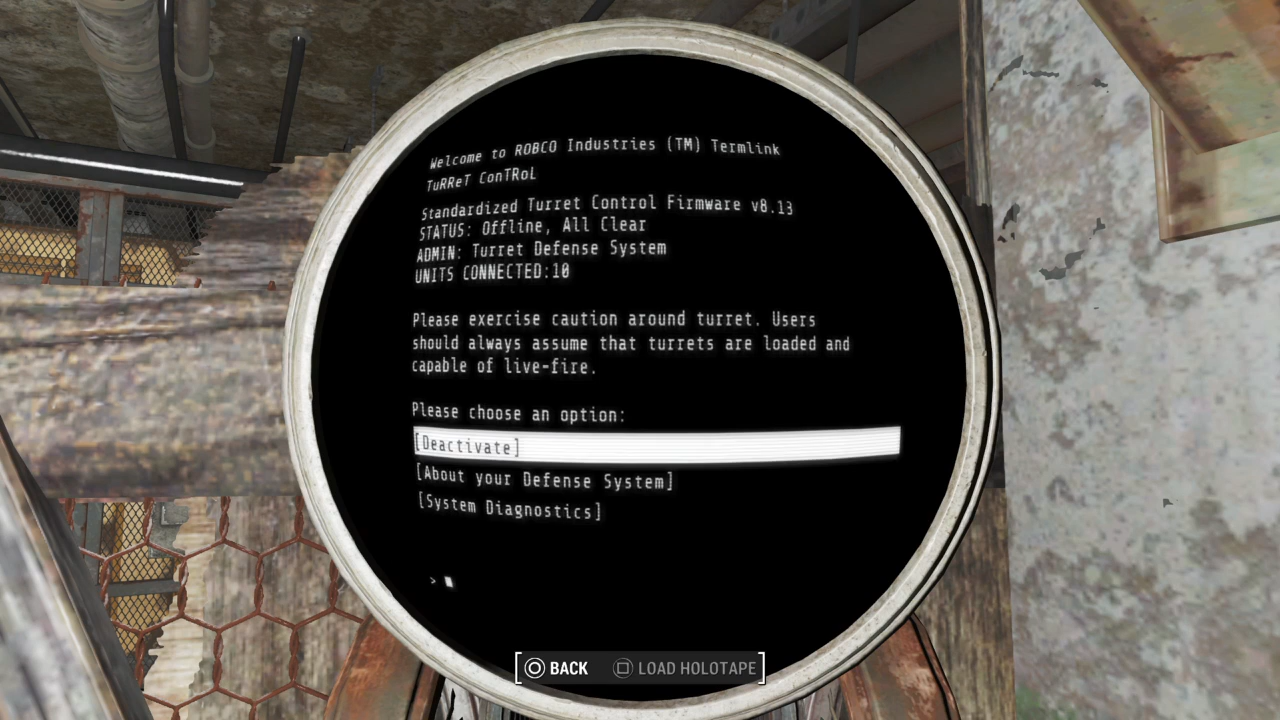 Welcome to ROBCO Industries (TM) Termlink
TuRReT ConTRoL
Standardized Turret Control Firmware v8.13
STATUS: Offline, All Clear
ADMIN: Turret Defense System
UNITS CONNECTED:10
Please exercise caution around turret. Users
should always assume that turrets are loaded and
capable of live-fire.
Please choose an option:
[Deactivate]
[About your Defense System]
[System Diagnostics]
>
BACK LOAD HOLOTAPE